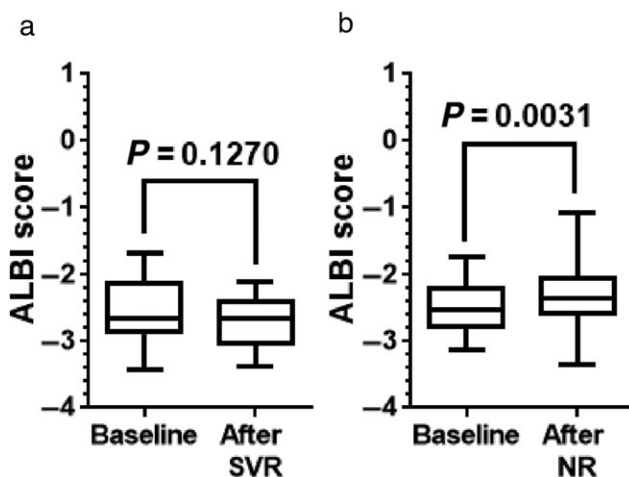 a
ALBI score
1
0
–1
–2
–3
–4
P = 0.1270
Baseline
After
SVR
b
ALBI score
1
0
–1
–2
–3
–4
P = 0.0031
Baseline
After
NR